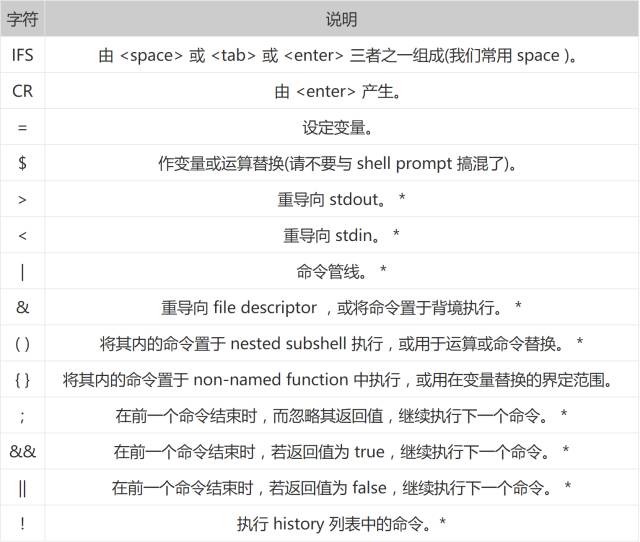 字符 说明
IFS 由 <space> 或 <tab> 或 <enter> 三者之一组成(我们常用 space )。
CR 由 <enter> 产生。
= 设定变量。
$ 作变量或运算替换(请不要与 shell prompt 搞混了)。
> 重导向 stdout。 *
< 重导向 stdin。 *
| 命令管线。 *
& 重导向 file descriptor ，或将命令置于背境执行。 *
( ) 将其内的命令置于 nested subshell 执行，或用于运算或命令替换。 *
{ } 将其内的命令置于 non-named function 中执行，或用在变量替换的界定范围。
; 在前一个命令结束时，而忽略其返回值，继续执行下一个命令。 *
&& 在前一个命令结束时，若返回值为 true，继续执行下一个命令。 *
|| 在前一个命令结束时，若返回值为 false，继续执行下一个命令。 *
! 执行 history 列表中的命令。*